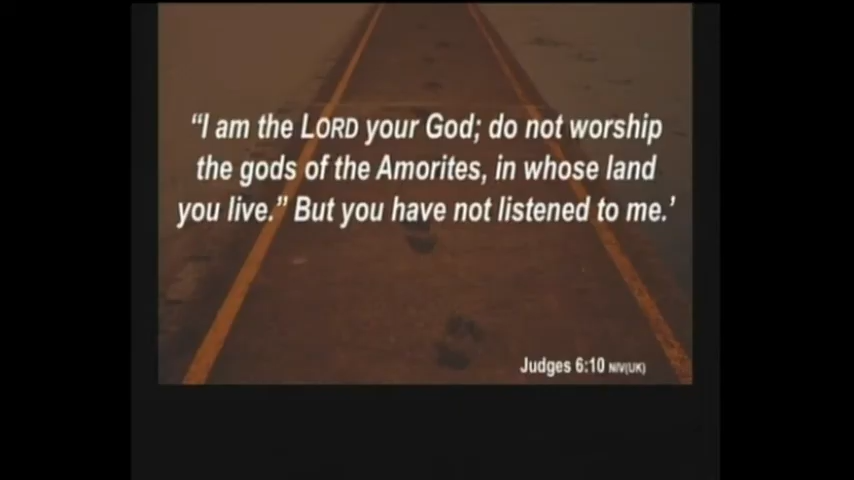 “I am the LORD your God; do not worship
the gods of the Amorites, in whose land
you live.” But you have not listened to me.’
Judges 6:10 NIV(UK)